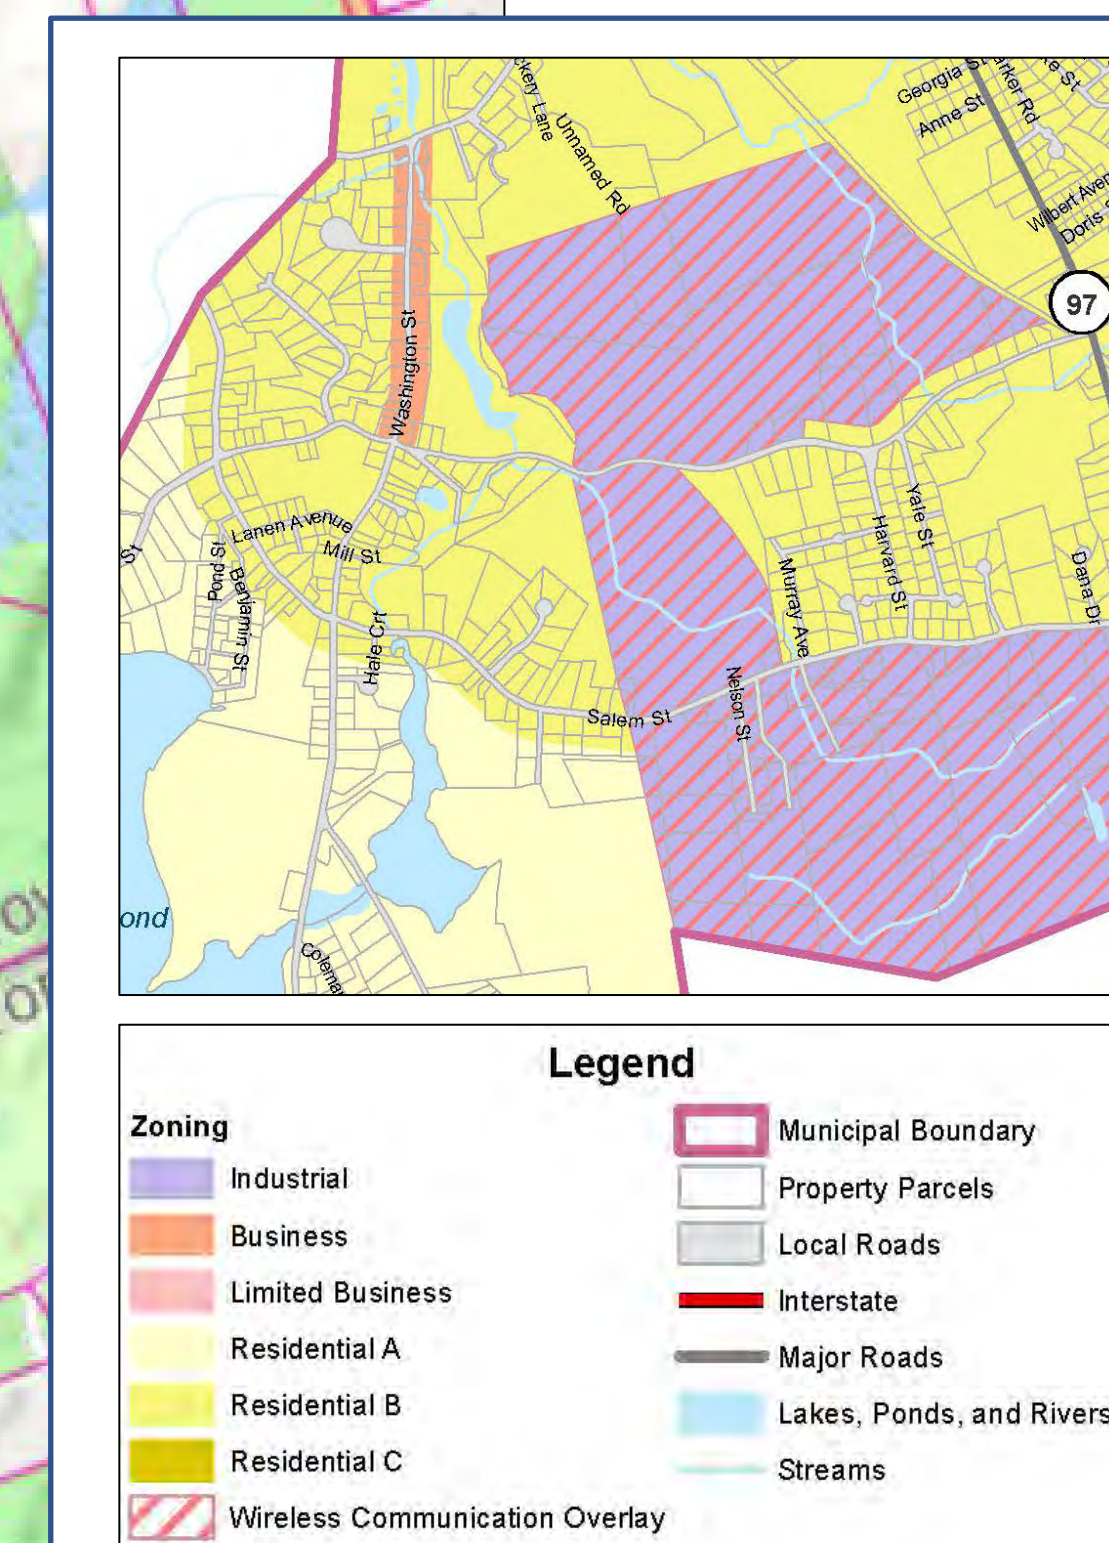 Georgia St
Anne St
Unnamed Rd
Doris
97
Washington St
Lanen Avenue
Mill St
St
Pond St
Benjamin St
Hale Crt
Yale St
Harvard St
Murray Ave
Dana Dr
Nelson St
Salem St
ond
Legend
Zoning
Industrial
Business
Limited Business
Residential A
Residential B
Residential C
Wireless Communication Overlay
Municipal Boundary
Property Parcels
Local Roads
Interstate
Major Roads
Lakes, Ponds, and Rivers
Streams